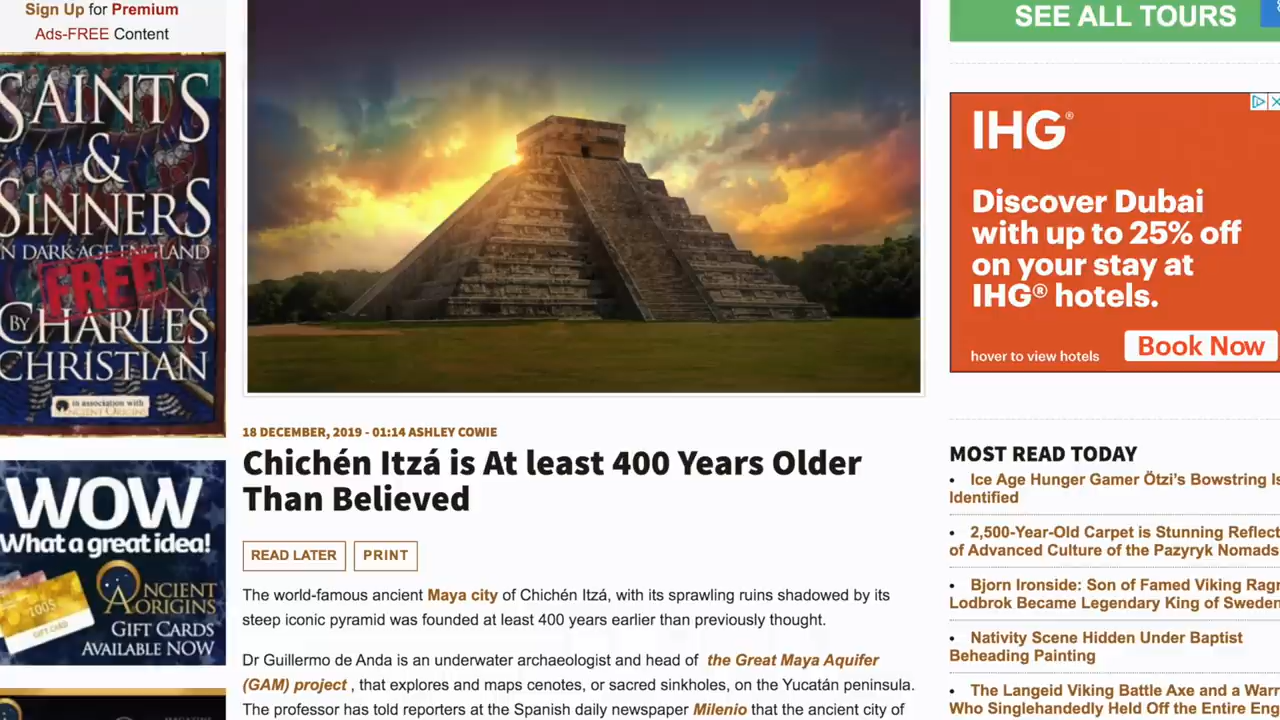 Sign Up for Premium
Ads-FREE Content
SAINTS
&
SINNERS
IN DARK AGE ENGLAND
FREE
BY CHARLES
CHRISTIAN
in association with
ANCIENT ORIGINS
WOW
What a great idea!
ANCIENT
ORIGINS
GIFT CARDS
AVAILABLE NOW
100$
GIFT CARD
18 DECEMBER, 2019 - 01:14 ASHLEY COWIE
Chichén Itzá is At least 400 Years Older
Than Believed
READ LATER PRINT
The world-famous ancient Maya city of Chichén Itzá, with its sprawling ruins shadowed by its
steep iconic pyramid was founded at least 400 years earlier than previously thought.
Dr Guillermo de Anda is an underwater archaeologist and head of the Great Maya Aquifer
(GAM) project , that explores and maps cenotes, or sacred sinkholes, on the Yucatán peninsula.
The professor has told reporters at the Spanish daily newspaper Milenio that the ancient city of
SEE ALL TOURS
IHG®
Discover Dubai
with up to 25% off
on your stay at
IHG® hotels.
hover to view hotels
Book Now
MOST READ TODAY
• Ice Age Hunger Gamer Ötzi's Bowstring Is
Identified
• 2,500-Year-Old Carpet is Stunning Reflect
of Advanced Culture of the Pazyryk Nomads
• Bjorn Ironside: Son of Famed Viking Ragn
Lodbrok Became Legendary King of Sweden
• Nativity Scene Hidden Under Baptist
Beheading Painting
• The Langeid Viking Battle Axe and a Warr
Who Singlehandedly Held Off the Entire Eng